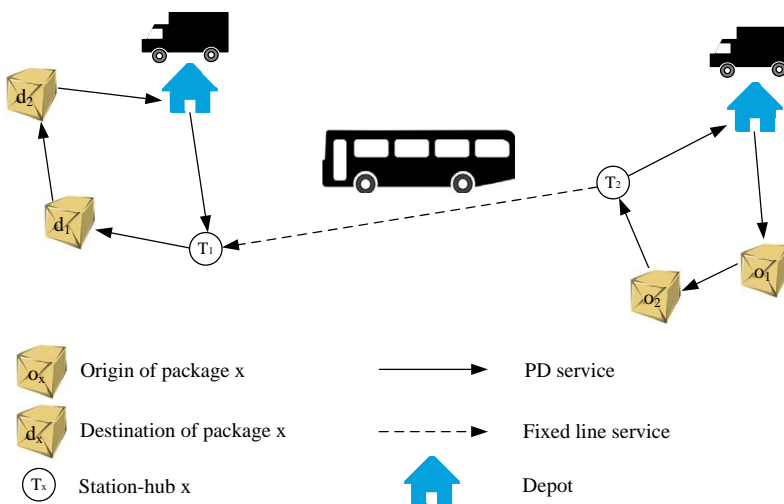 d₂
d₁
T₁
T₂
o₂
o₁
oₓ Origin of package x
PD service
dₓ Destination of package x
Fixed line service
Tₓ Station-hub x
Depot